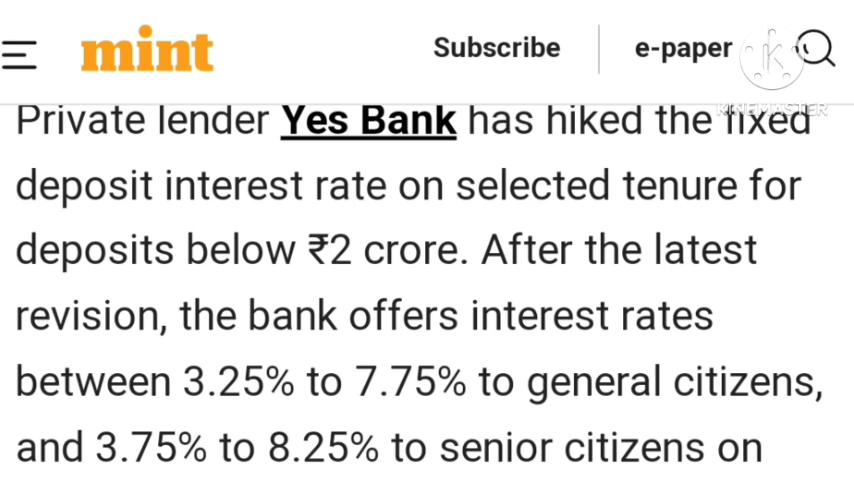 mint
Subscribe
e-paper
KINEMASTER
Private lender Yes Bank has hiked the fixed
deposit interest rate on selected tenure for
deposits below ₹2 crore. After the latest
revision, the bank offers interest rates
between 3.25% to 7.75% to general citizens,
and 3.75% to 8.25% to senior citizens on